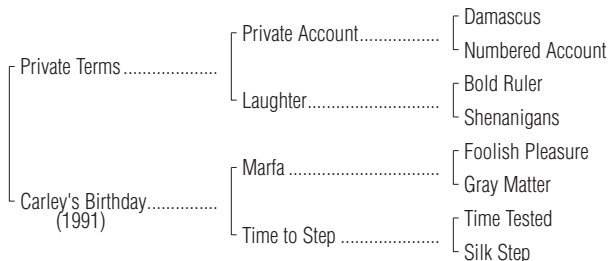 Damascus
Private Account..................
Numbered Account
Private Terms ....................
Bold Ruler
Laughter..............................
Shenanigans
Foolish Pleasure
Marfa ..................................
Gray Matter
Carley's Birthday...............
(1991)
Time Tested
Time to Step ......................
Silk Step